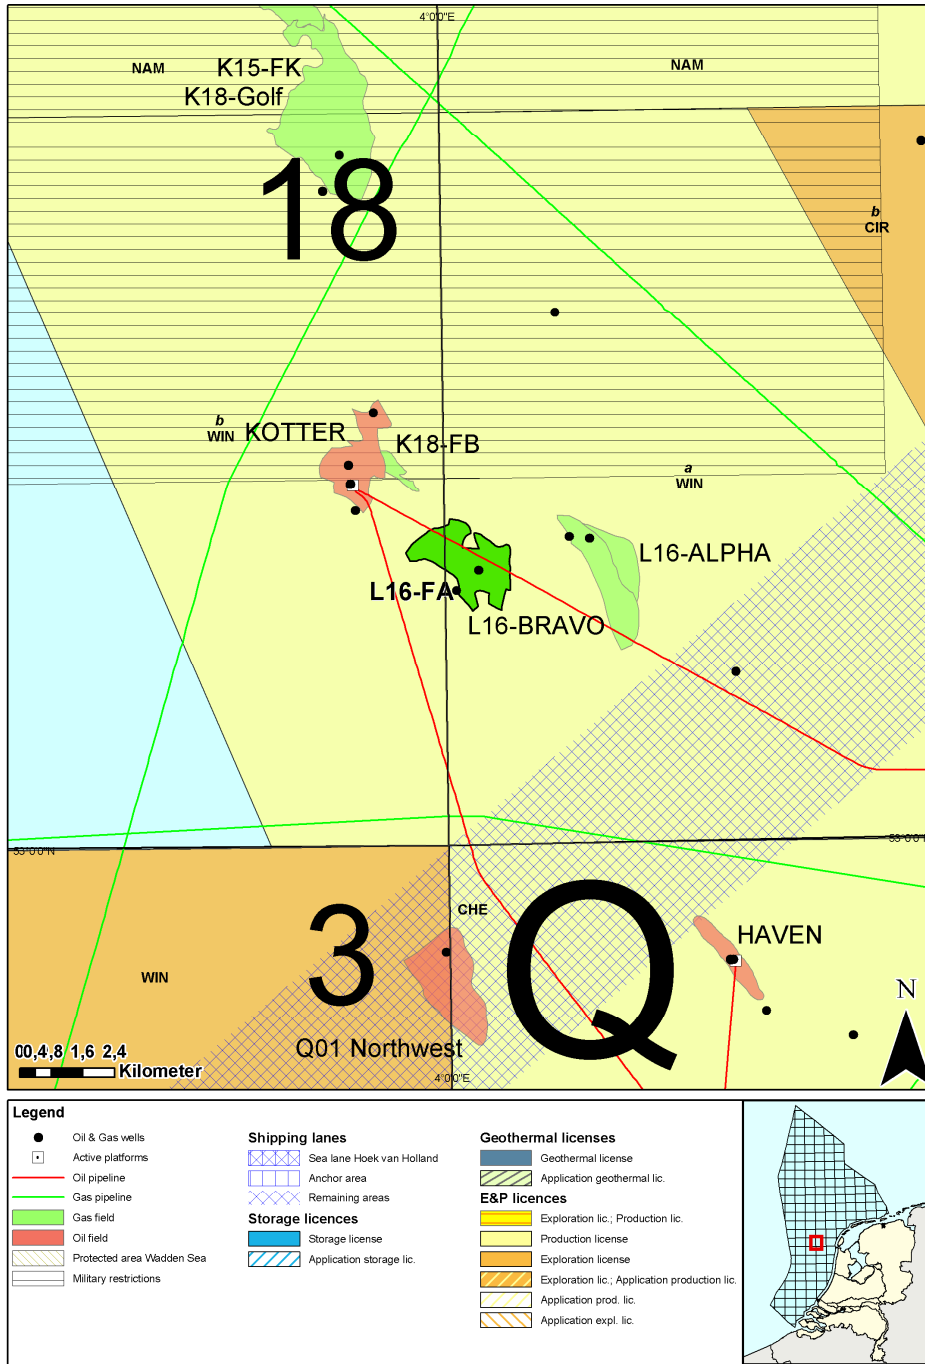 4°0'0"E
NAM
K15-FK
NAM
K18-Golf
18
b
CIR
b
WIN
KOTTER
K18-FB
a
WIN
L16-ALPHA
L16-FA
L16-BRAVO
53°0'0"N
53°0'0"
3
CHE
Q
HAVEN
WIN
N
Q01 Northwest
00,4,8 1,6 2,4
Kilometer
4°0'0"E
Legend
Oil & Gas wells
Active platforms
Oil pipeline
Gas pipeline
Gas field
Oil field
Protected area Wadden Sea
Military restrictions
Shipping lanes
Sea lane Hoek van Holland
Anchor area
Remaining areas
Storage licences
Storage license
Application storage lic.
Geothermal licenses
Geothermal license
Application geothermal lic.
E&P licences
Exploration lic.; Production lic.
Production license
Exploration license
Exploration lic.; Application production lic.
Application prod. lic.
Application expl. lic.